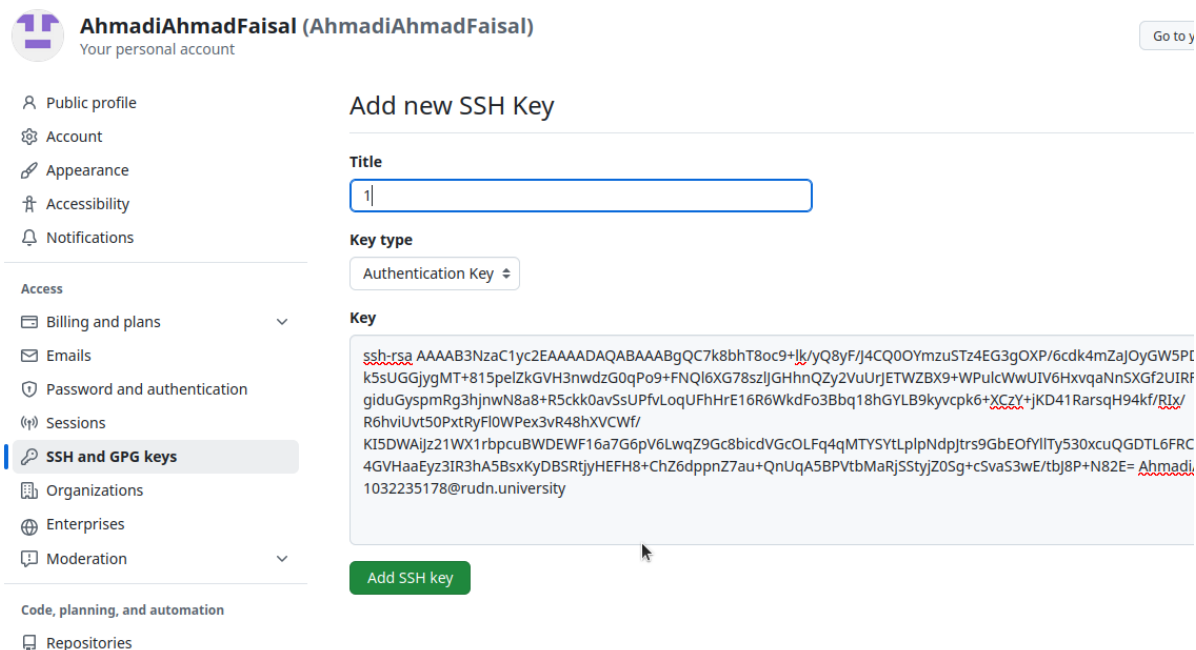 AhmadiAhmadFaisal (AhmadiAhmadFaisal)
Your personal account
Go to y
Public profile
Account
Appearance
Accessibility
Notifications
Access
Billing and plans
Emails
Password and authentication
Sessions
SSH and GPG keys
Organizations
Enterprises
Moderation
Code, planning, and automation
Repositories
Add new SSH Key
Title
1
Key type
Authentication Key
Key
ssh-rsa AAAAB3NzaC1yc2EAAAADAQABAAABgQC7k8bhT8oc9+lk/yQ8yF/J4CQ0OYmzuSTz4EG3gOXP/6cdk4mZaJOyGW5PD
k5sUGGjygMT+815pelZkGVH3nwdzG0qPo9+FNQl6XG78szlJGHhnQZy2VuUrJETWZBX9+WPulcWwUIV6HxvqaNnSXGf2UIRF
giduGyspmRg3hjnwN8a8+R5ckk0avSsUPfvLoqUFhHrE16R6WkdFo3Bbq18hGYLB9kyvcpk6+XCzY+jKD41RarsqH94kf/RIx/
R6hviUvt50PxtRyFl0WPex3vR48hXVCWf/
KI5DWAiJz21WX1rbpcuBWDEWF16a7G6pV6LwqZ9Gc8bicdVGcOLFq4qMTYSYtLplpNdpJtrs9GbEOfYllTy530xcuQGDTL6FRC
4GVHaaEyz3IR3hA5BsxKyDBSRtjyHEFH8+ChZ6dppnZ7au+QnUqA5BPVtbMaRjSStyjZ0Sg+cSvaS3wE/tbJ8P+N82E= Ahmadi
1032235178@rudn.university
Add SSH key